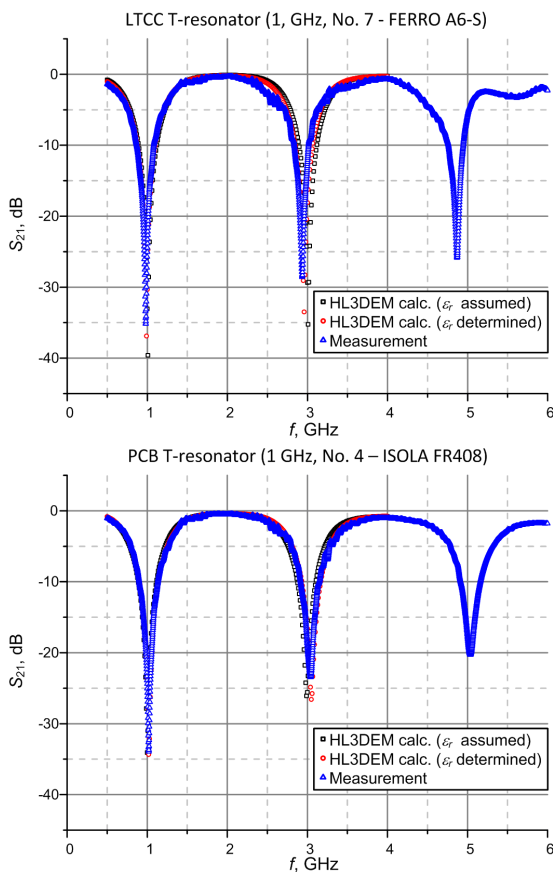 LTCC T-resonator (1, GHz, No. 7 - FERRO A6-S)
0
-10
-20
-30
-40
S21, dB
HL3DEM calc. (εr assumed)
HL3DEM calc. (εr determined)
Measurement
0 1 2 3 4 5 6
f, GHz
PCB T-resonator (1 GHz, No. 4 – ISOLA FR408)
0
-10
-20
-30
-40
S21, dB
HL3DEM calc. (εr assumed)
HL3DEM calc. (εr determined)
Measurement
0 1 2 3 4 5 6
f, GHz